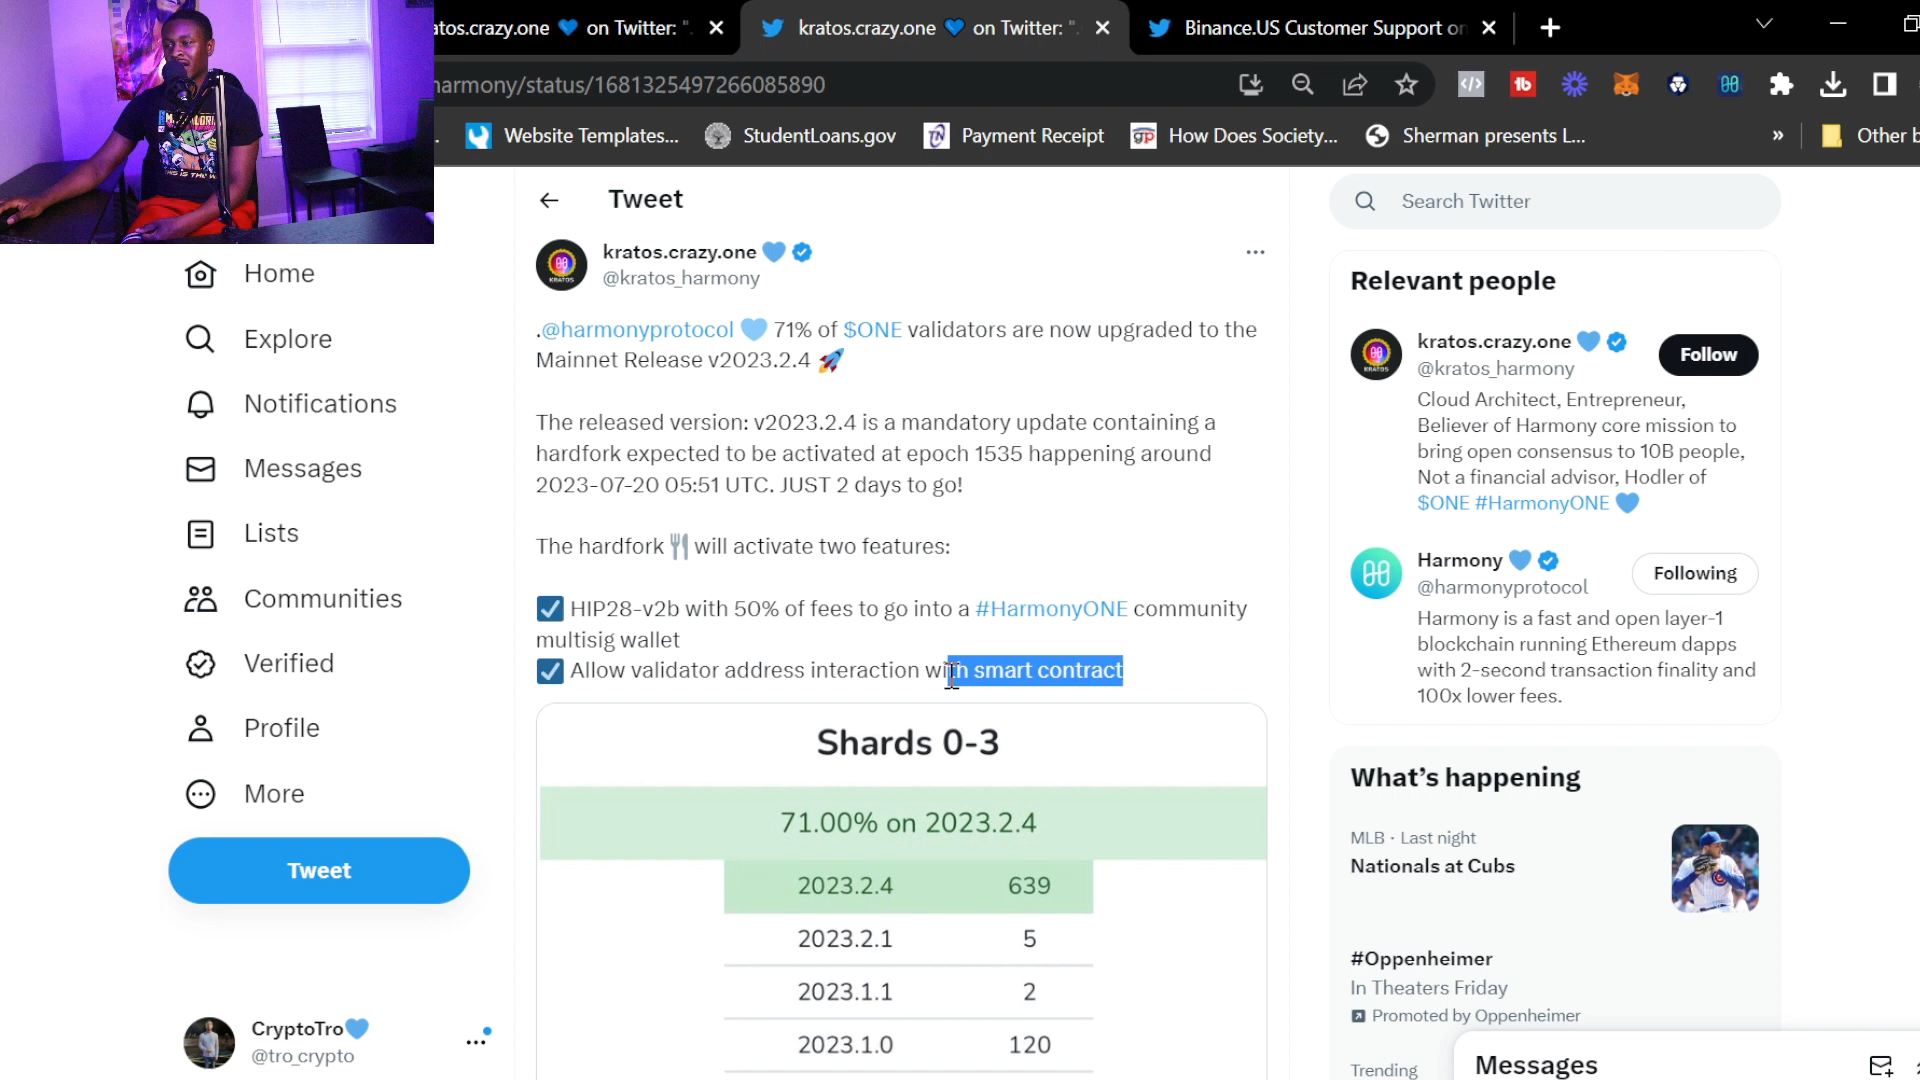 atos.crazy.one 💙 on Twitter: ".
kratos.crazy.one 💙 on Twitter: ".
Binance.US Customer Support on
harmony/status/1681325497266085890
Website Templates...
StudentLoans.gov
Payment Receipt
How Does Society...
Sherman presents L...
»
Other b
Home
Explore
Notifications
Messages
Lists
Communities
Verified
Profile
More
Tweet
CryptoTro💙
@tro_crypto
Tweet
kratos.crazy.one 💙
@kratos_harmony
.@harmonyprotocol 💙 71% of $ONE validators are now upgraded to the
Mainnet Release v2023.2.4 🚀
The released version: v2023.2.4 is a mandatory update containing a
hardfork expected to be activated at epoch 1535 happening around
2023-07-20 05:51 UTC. JUST 2 days to go!
The hardfork 🍴 will activate two features:
☑ HIP28-v2b with 50% of fees to go into a #HarmonyONE community
multisig wallet
☑ Allow validator address interaction with smart contract
Shards 0-3
71.00% on 2023.2.4
2023.2.4 639
2023.2.1 5
2023.1.1 2
2023.1.0 120
Search Twitter
Relevant people
kratos.crazy.one 💙
@kratos_harmony
Follow
Cloud Architect, Entrepreneur,
Believer of Harmony core mission to
bring open consensus to 10B people,
Not a financial advisor, Hodler of
$ONE #HarmonyONE 💙
Harmony 💙
@harmonyprotocol
Following
Harmony is a fast and open layer-1
blockchain running Ethereum dapps
with 2-second transaction finality and
100x lower fees.
What's happening
MLB · Last night
Nationals at Cubs
#Oppenheimer
In Theaters Friday
Promoted by Oppenheimer
Trending
Messages